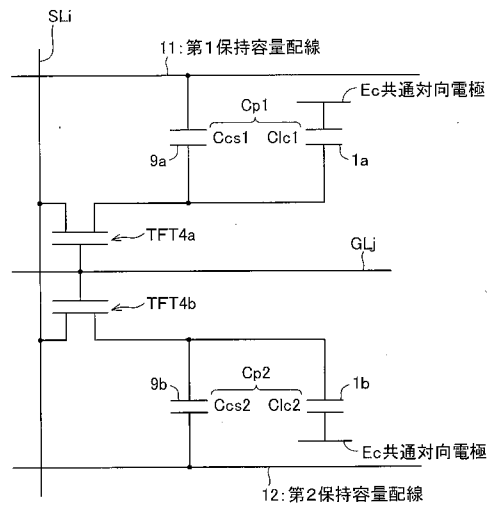 SLi
11:第1保持容量配線
Ec共通対向電極
Cp1
Ccs1 Clc1
9a
1a
TFT4a
GLj
TFT4b
9b
Cp2
1b
Ccs2 Clc2
Ec共通対向電極
12:第2保持容量配線